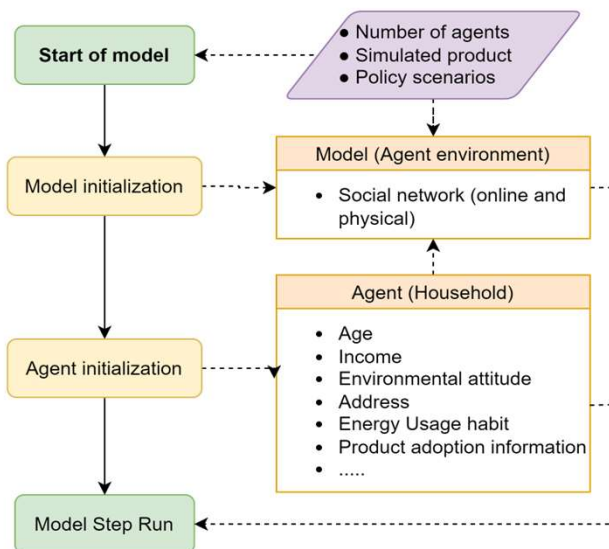 Start of model
● Number of agents
● Simulated product
● Policy scenarios
Model initialization
Model (Agent environment)
• Social network (online and
physical)
Agent initialization
Agent (Household)
• Age
• Income
• Environmental attitude
• Address
• Energy Usage habit
• Product adoption information
• .....
Model Step Run